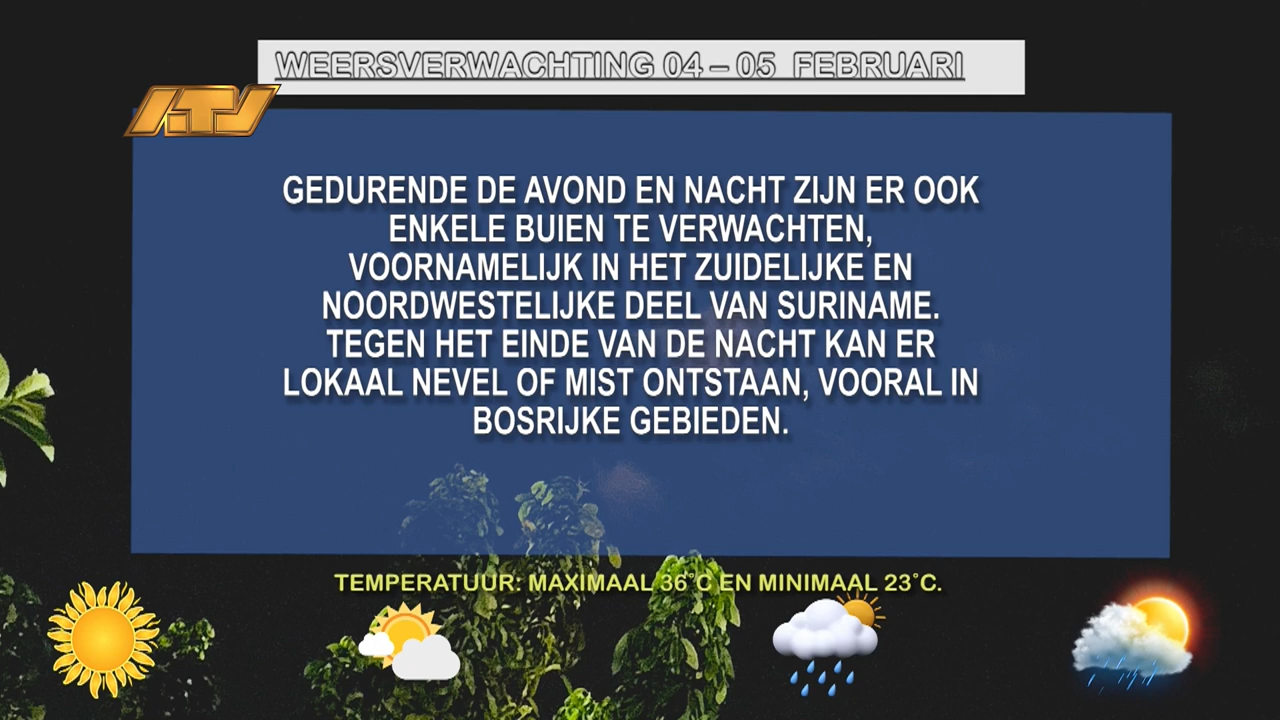 WEERSVERWACHTING 04 – 05 FEBRUARI
ATV
GEDURENDE DE AVOND EN NACHT ZIJN ER OOK
ENKELE BUIEN TE VERWACHTEN,
VOORNAMELIJK IN HET ZUIDELIJKE EN
NOORDWESTELIJKE DEEL VAN SURINAME.
TEGEN HET EINDE VAN DE NACHT KAN ER
LOKAAL NEVEL OF MIST ONTSTAAN, VOORAL IN
BOSRIJKE GEBIEDEN.
TEMPERATUUR: MAXIMAAL 36°C EN MINIMAAL 23°C.